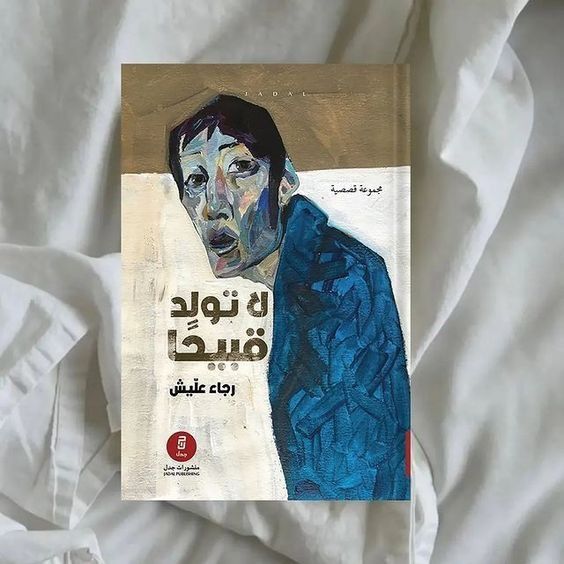 JADAL
مجموعة قصصية
لا تولد
قبيحًا
رجاء عليش
جدل
منشورات جدل
JADAL PUBLISHING